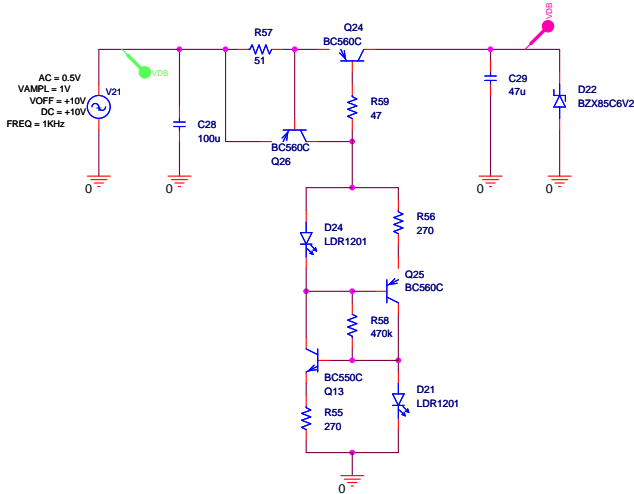 Q24
BC560C
R57
51
VDB
VDB
AC = 0.5V
VAMPL = 1V
VOFF = +10V
DC = +10V
FREQ = 1KHz
V21
C28
100u
R59
47
BC560C
Q26
C29
47u
D22
BZX85C6V2
0
0
0
0
D24
LDR1201
R56
270
Q25
BC560C
R58
470k
BC550C
Q13
D21
LDR1201
R55
270
0